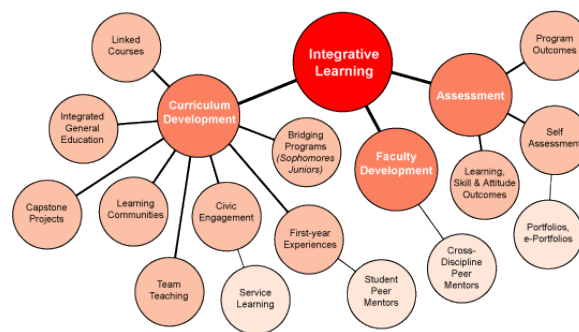 Integrative
Learning
Linked
Courses
Program
Outcomes
Curriculum
Development
Assessment
Integrated
General
Education
Bridging
Programs
(Sophomores
Juniors)
Self
Assessment
Faculty
Development
Learning,
Skill & Attitude
Outcomes
Capstone
Projects
Learning
Communities
Civic
Engagement
First-year
Experiences
Portfolios,
e-Portfolios
Cross-
Discipline
Peer
Mentors
Team
Teaching
Service
Learning
Student
Peer
Mentors